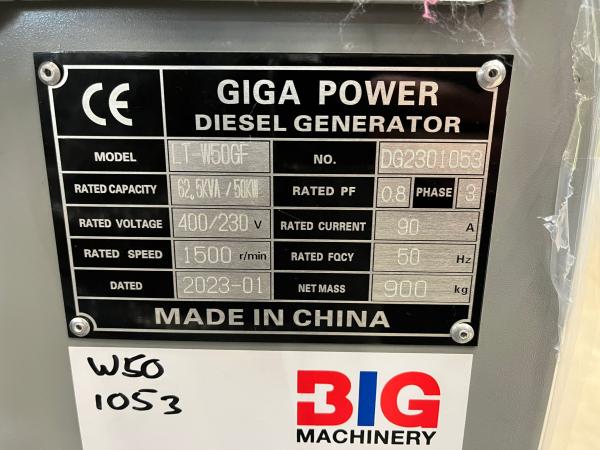 CE
GIGA POWER
DIESEL GENERATOR
MODEL LT-W50GF NO. DG2301053
RATED CAPACITY 62,5KVA/50KW RATED PF 0.8 PHASE 3
RATED VOLTAGE 400/230 V RATED CURRENT 90 A
RATED SPEED 1500 r/min RATED FQCY 50 Hz
DATED 2023-01 NET MASS 900 kg
MADE IN CHINA
W50
1053
BIG
MACHINERY